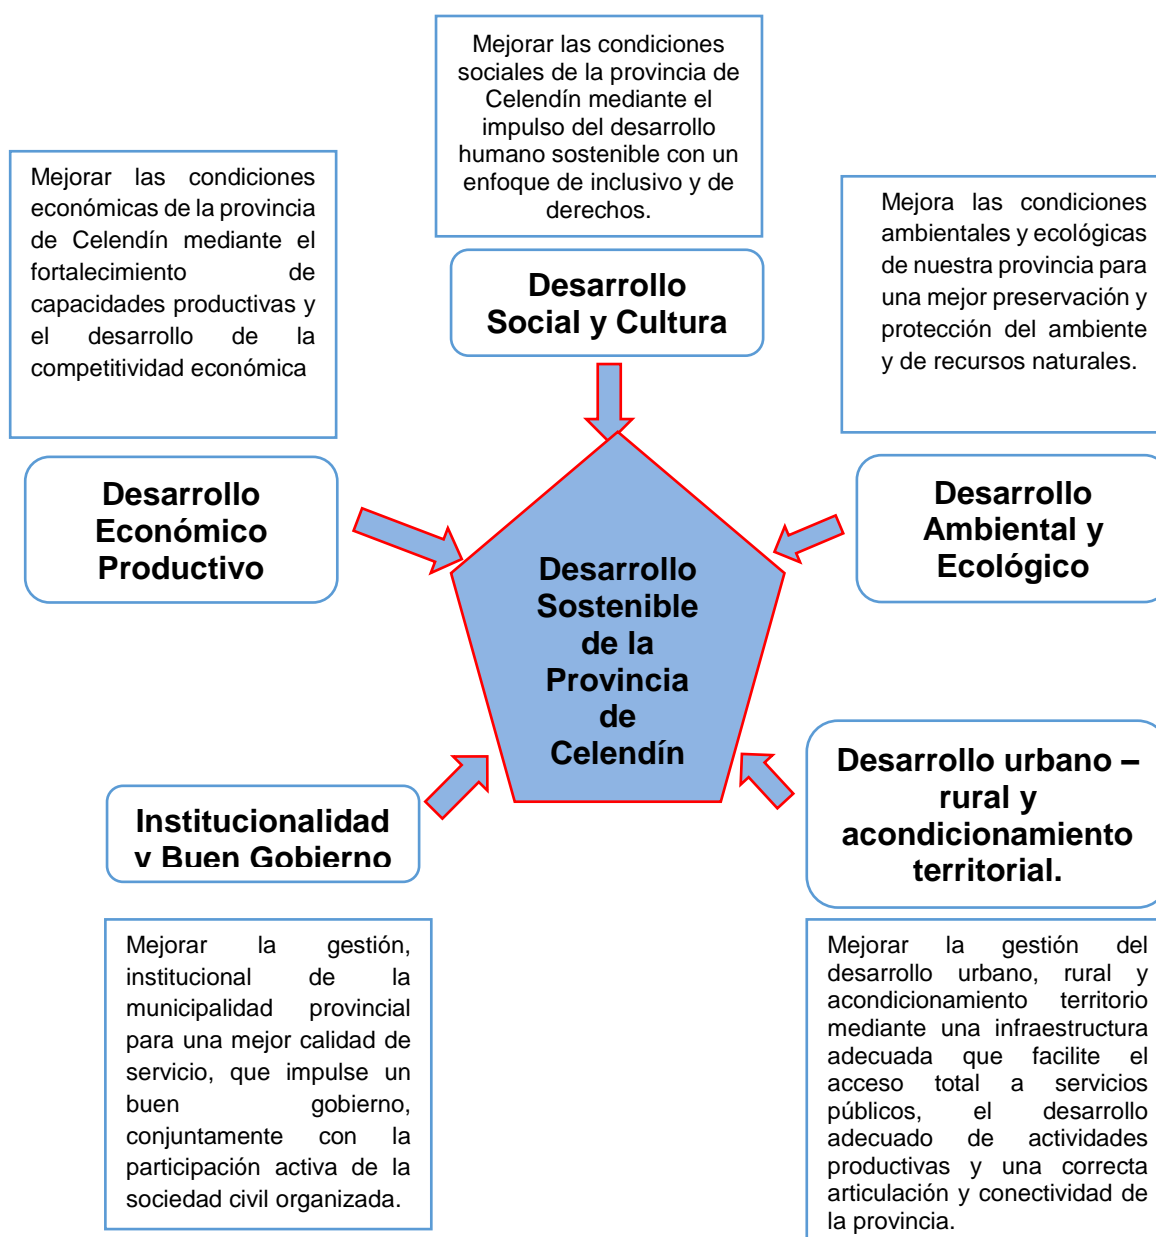 Mejorar las condiciones
sociales de la provincia de
Celendín mediante el
impulso del desarrollo
humano sostenible con un
enfoque de inclusivo y de
derechos.
Mejorar las condiciones
económicas de la provincia
de Celendín mediante el
fortalecimiento de
capacidades productivas y
el desarrollo de la
competitividad económica
Mejora las condiciones
ambientales y ecológicas
de nuestra provincia para
una mejor preservación y
protección del ambiente
y de recursos naturales.
Desarrollo
Social y Cultura
Desarrollo
Económico
Productivo
Desarrollo
Ambiental y
Ecológico
Desarrollo
Sostenible
de la
Provincia
de
Celendín
Institucionalidad
y Buen Gobierno
Desarrollo urbano –
rural y
acondicionamiento
territorial.
Mejorar la gestión,
institucional de la
municipalidad provincial
para una mejor calidad de
servicio, que impulse un
buen gobierno,
conjuntamente con la
participación activa de la
sociedad civil organizada.
Mejorar la gestión del
desarrollo urbano, rural y
acondicionamiento territorio
mediante una infraestructura
adecuada que facilite el
acceso total a servicios
públicos, el desarrollo
adecuado de actividades
productivas y una correcta
articulación y conectividad de
la provincia.